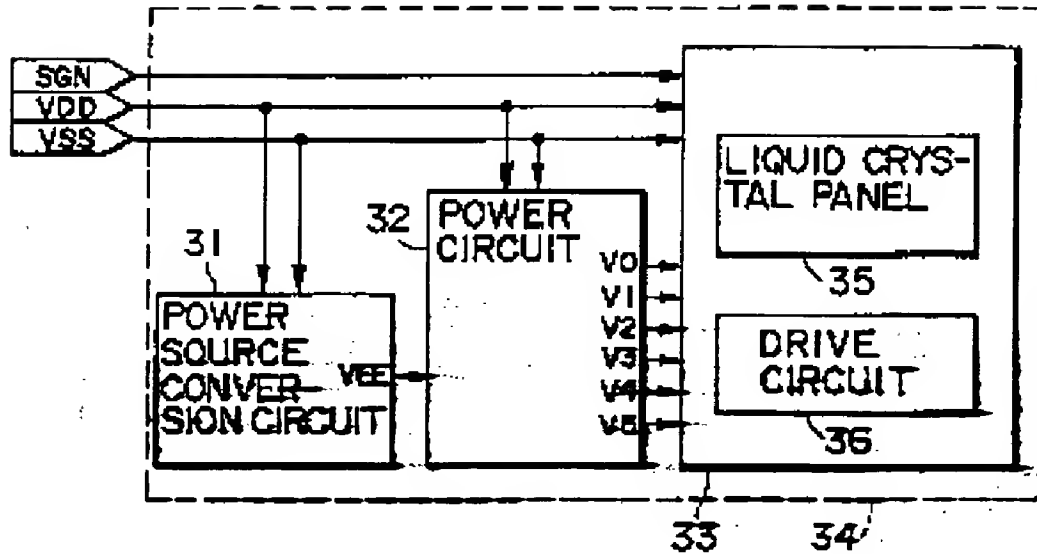 SGN
VDD
VSS
31
POWER
SOURCE
CONVER-
SION CIRCUIT
VEE
32
POWER
CIRCUIT
V0
V1
V2
V3
V4
V5
LIQUID CRYS-
TAL PANEL
35
DRIVE
CIRCUIT
36
33
34